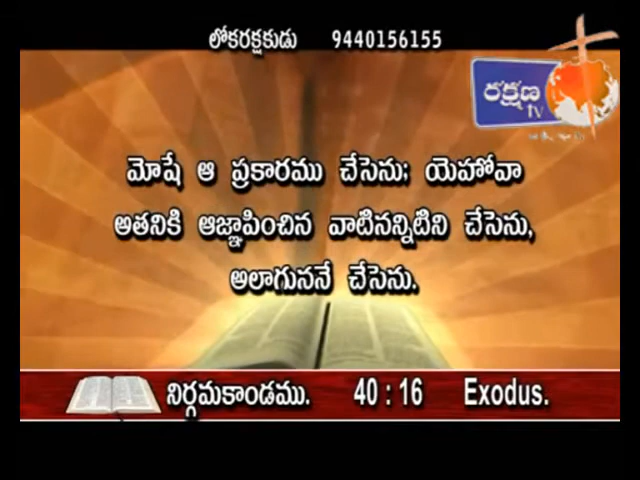 లోకరక్షకుడు 9440156155
రక్షణ
tv
మోషే ఆ ప్రకారము చేసెను; యెహోవా
అతనికి ఆజ్ఞాపించిన వాటినన్నిటిని చేసెను,
అలాగుననే చేసెను.
నిర్గమకాండము. 40 : 16 Exodus.